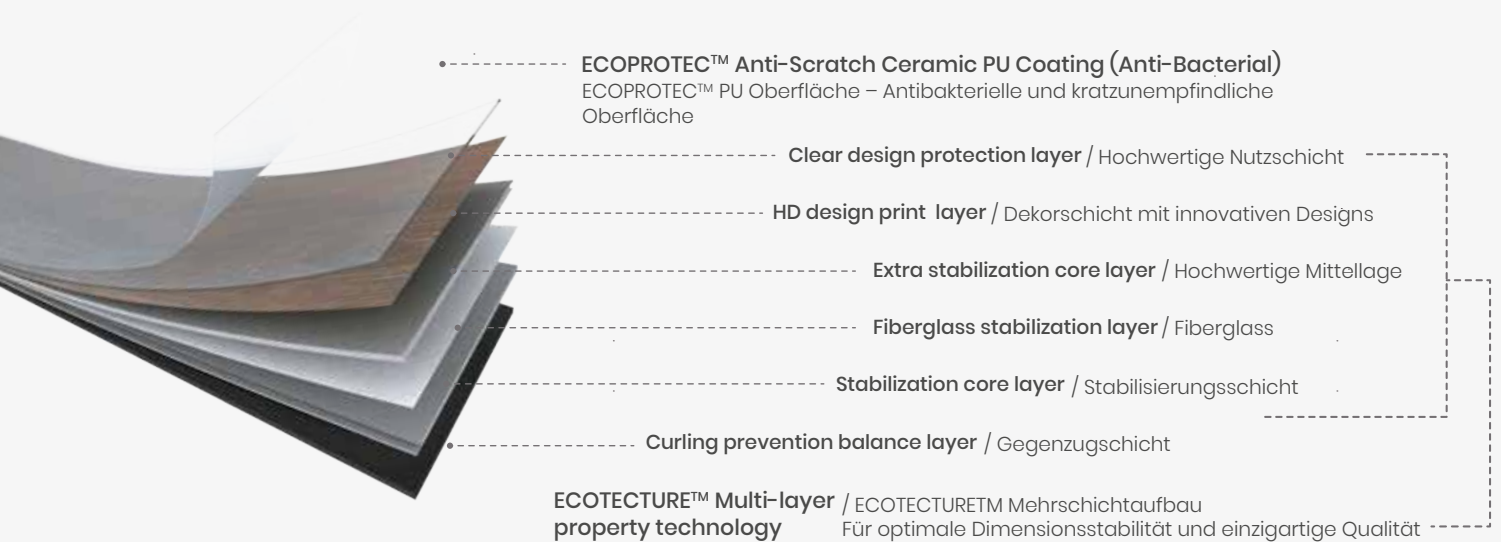 ECOPROTEC™ Anti-Scratch Ceramic PU Coating (Anti-Bacterial)
ECOPROTEC™ PU Oberfläche – Antibakterielle und kratzunempfindliche
Oberfläche
Clear design protection layer / Hochwertige Nutzschicht
HD design print layer / Dekorschicht mit innovativen Designs
Extra stabilization core layer / Hochwertige Mittellage
Fiberglass stabilization layer / Fiberglass
Stabilization core layer / Stabilisierungsschicht
Curling prevention balance layer / Gegenzugschicht
ECOTECTURE™ Multi-layer / ECOTECTURETM Mehrschichtaufbau
property technology Für optimale Dimensionsstabilität und einzigartige Qualität